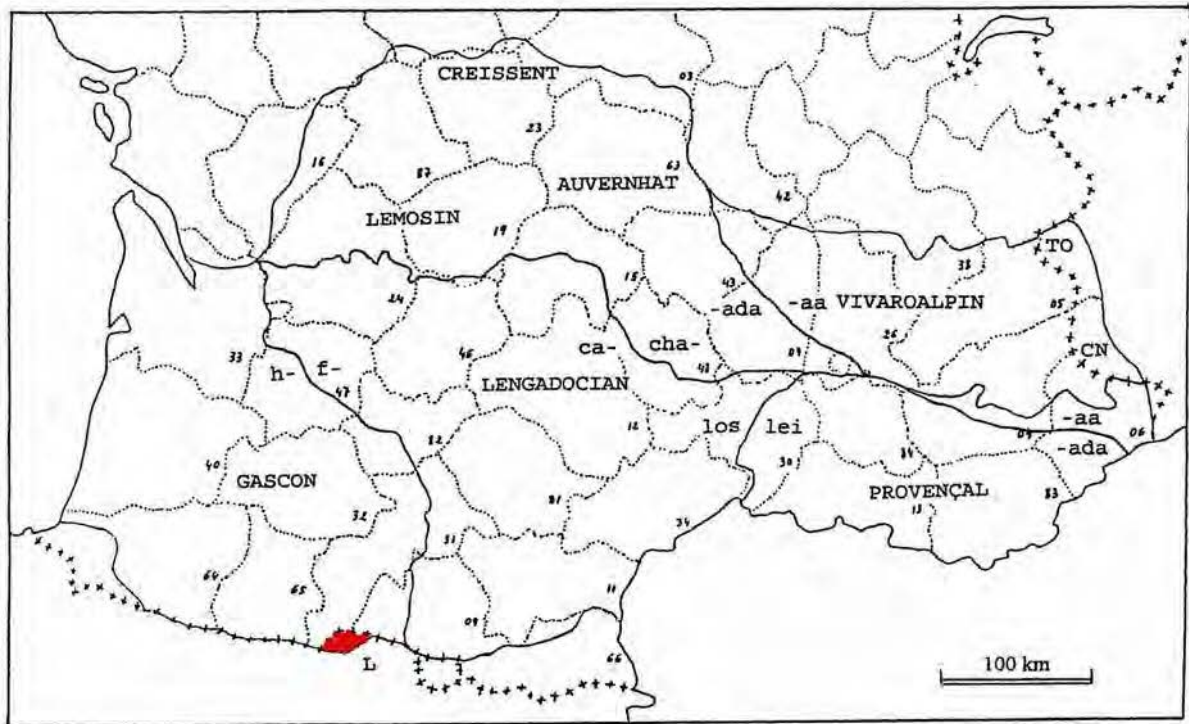 CREISSENT
03
23
16
87
63
AUVERNHAT
42
LEMOSIN
19
TO
38
15
43
24
-ada
-aa VIVAROALPIN
05
26
33
ca-
cha-
07
CN
h-
f-
46
48
47
LENGADOCIAN
los
lei
-aa
82
12
04
06
-ada
40
30
84
GASCON
PROVENÇAL
81
83
32
13
34
31
64
65
11
09
L
66
100 km